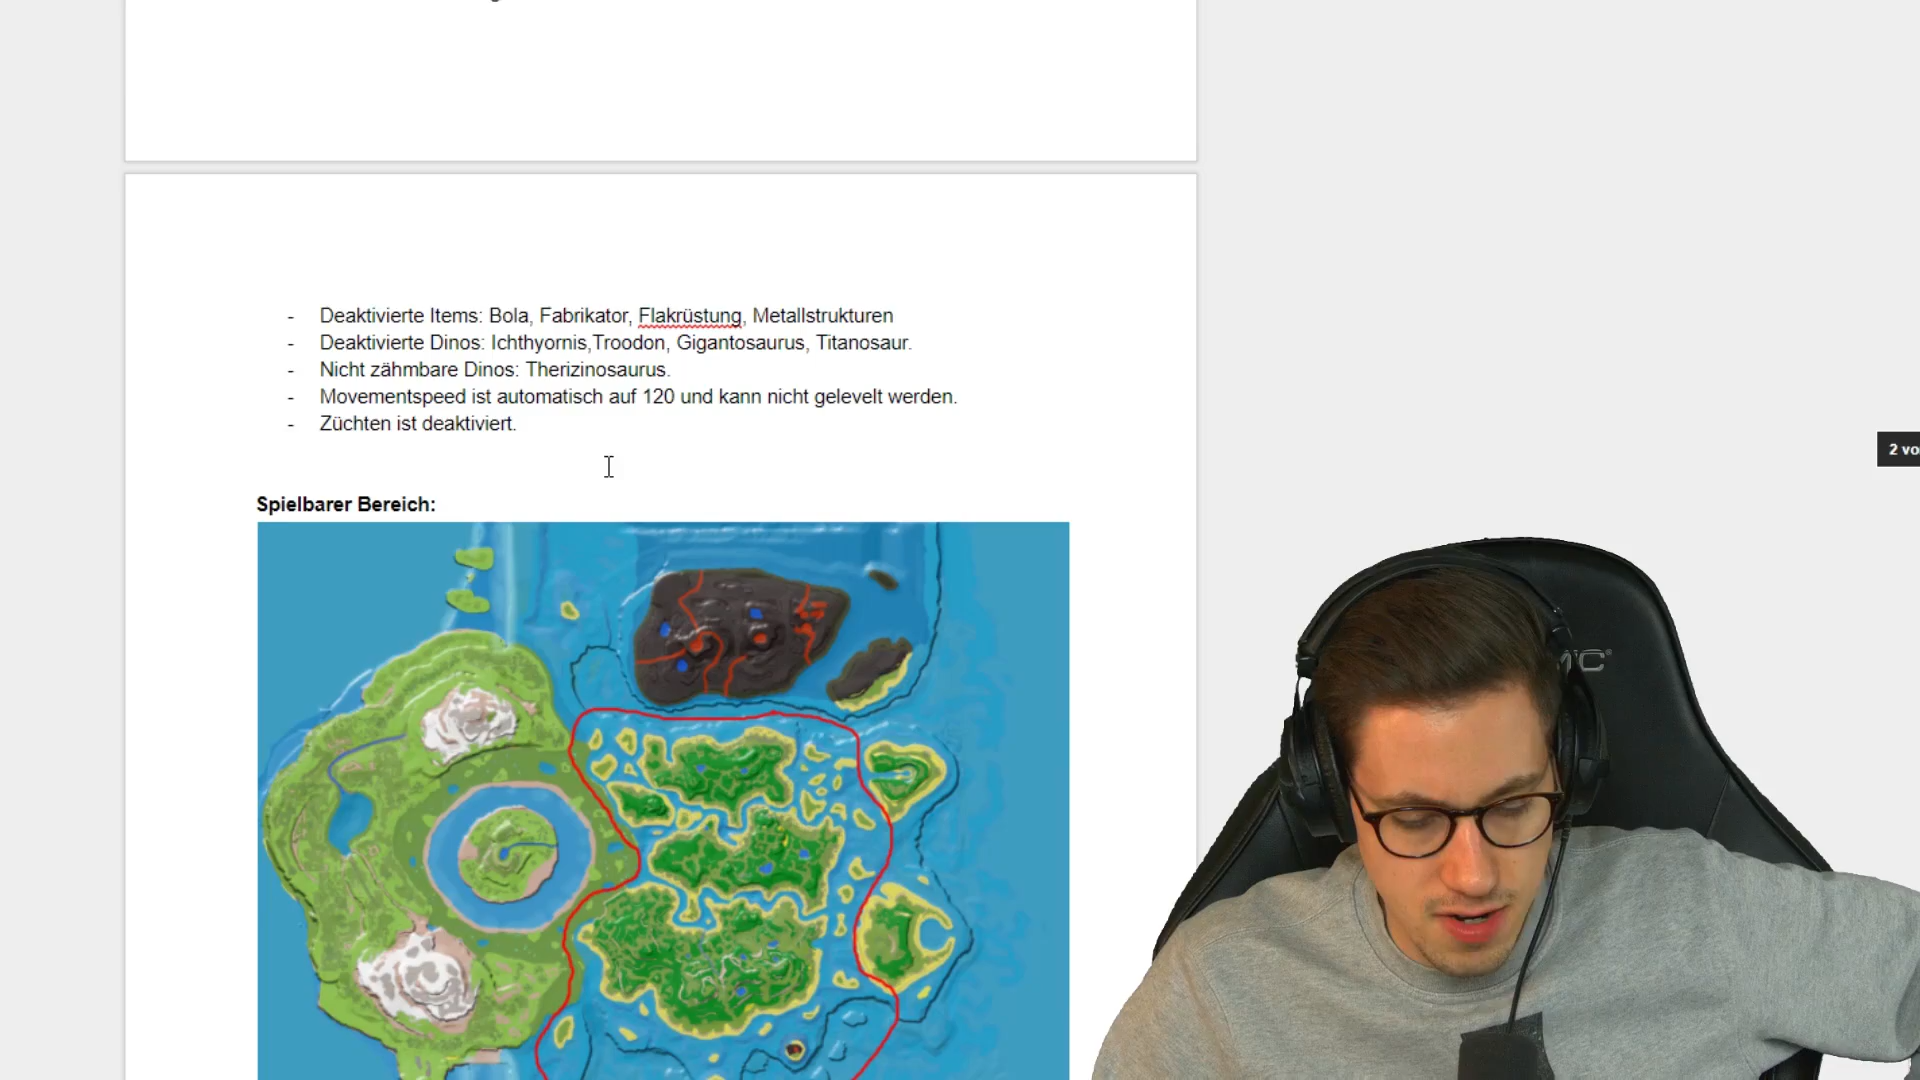 - Deaktivierte Items: Bola, Fabrikator, Flakrüstung, Metallstrukturen
- Deaktivierte Dinos: Ichthyornis,Troodon, Gigantosaurus, Titanosaur.
- Nicht zähmbare Dinos: Therizinosaurus.
- Movementspeed ist automatisch auf 120 und kann nicht gelevelt werden.
- Züchten ist deaktiviert.
2 vo
Spielbarer Bereich: